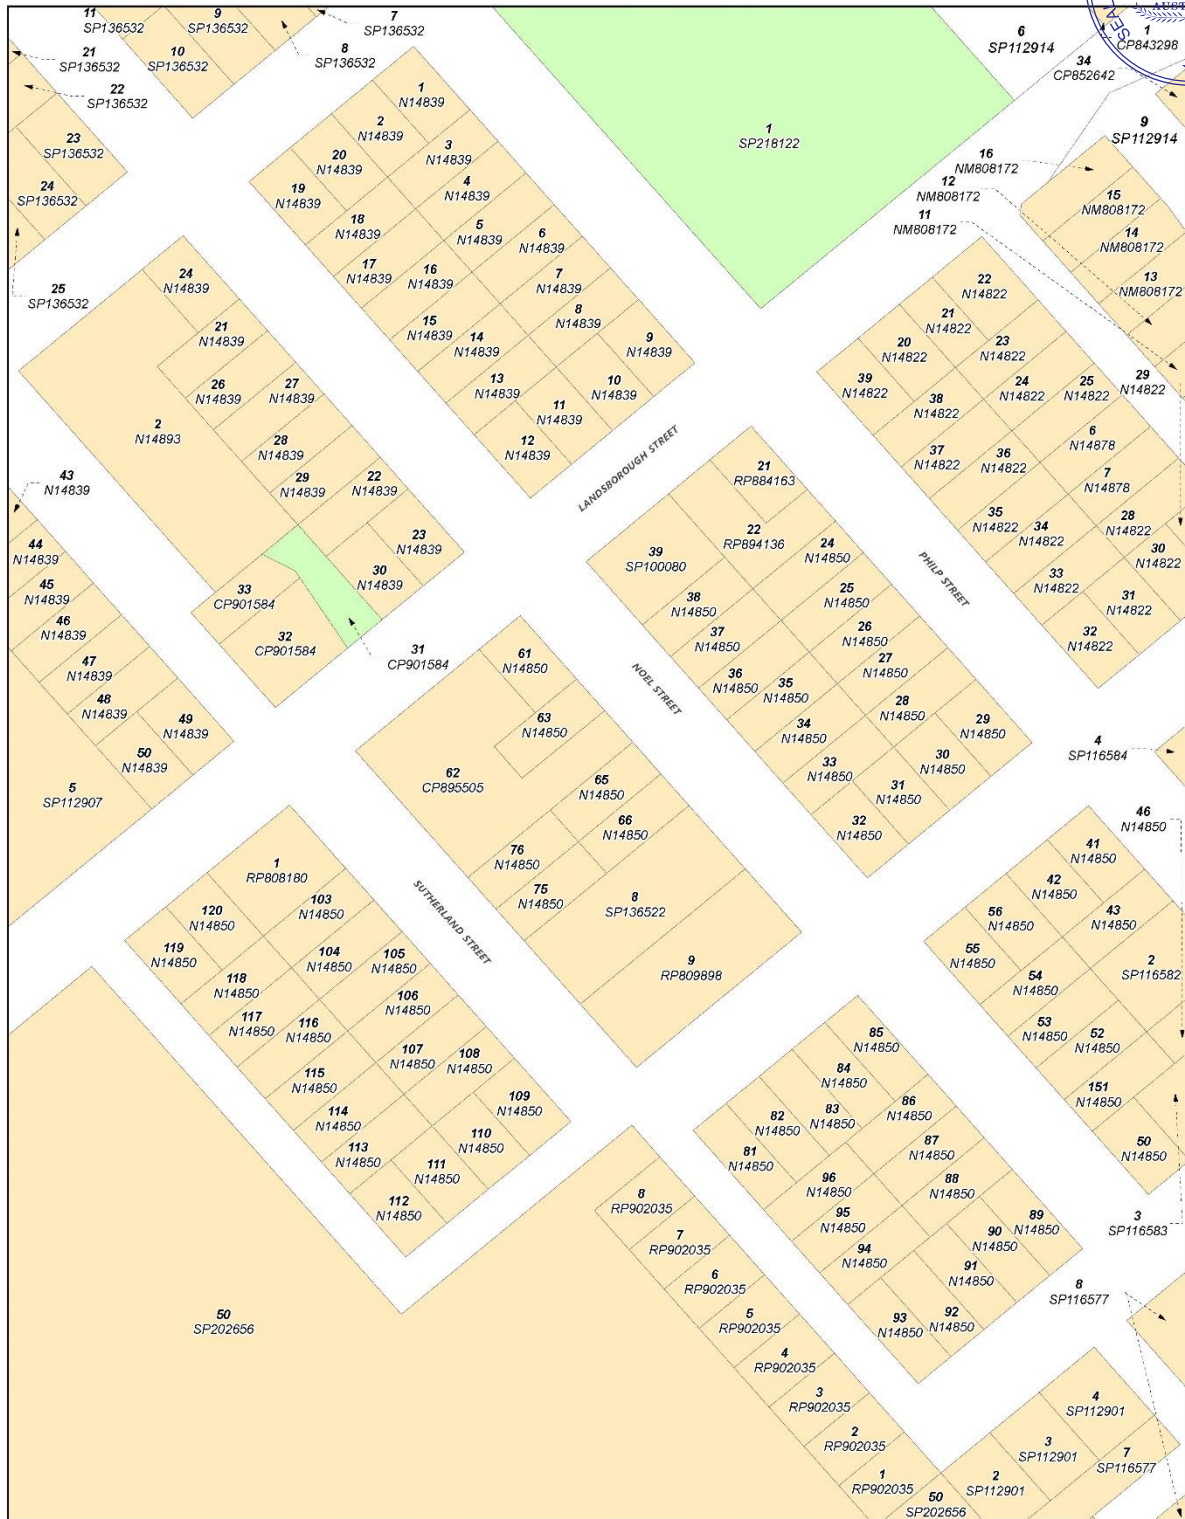 11
SP136532
9
SP136532
7
SP136532
10
SP136532
8
SP136532
21
SP136532
22
SP136532
23
SP136532
24
SP136532
25
SP136532
6
SP112914
1
CP843298
34
CP852642
9
SP112914
SEAL
AUST
1
SP218122
16
NM808172
12
NM808172
11
NM808172
15
NM808172
14
NM808172
13
NM808172
1
N14839
2
N14839
3
N14839
20
N14839
19
N14839
4
N14839
18
N14839
5
N14839
6
N14839
17
N14839
16
N14839
7
N14839
15
N14839
14
N14839
8
N14839
9
N14839
13
N14839
10
N14839
11
N14839
12
N14839
24
N14839
21
N14839
26
N14839
27
N14839
2
N14893
28
N14839
29
N14839
22
N14839
23
N14839
30
N14839
33
CP901584
32
CP901584
31
CP901584
43
N14839
44
N14839
45
N14839
46
N14839
47
N14839
48
N14839
49
N14839
50
N14839
5
SP112907
LANDSBOROUGH STREET
22
N14822
21
N14822
20
N14822
23
N14822
39
N14822
24
N14822
25
N14822
29
N14822
38
N14822
6
N14878
37
N14822
36
N14822
7
N14878
35
N14822
34
N14822
28
N14822
30
N14822
33
N14822
31
N14822
32
N14822
PHILP STREET
21
RP884163
22
RP894136
24
N14850
39
SP100080
25
N14850
38
N14850
26
N14850
37
N14850
27
N14850
36
N14850
35
N14850
28
N14850
34
N14850
29
N14850
33
N14850
30
N14850
31
N14850
32
N14850
NOEL STREET
61
N14850
63
N14850
62
CP895505
65
N14850
66
N14850
76
N14850
75
N14850
8
SP136522
9
RP809898
SUTHERLAND STREET
4
SP116584
46
N14850
41
N14850
42
N14850
43
N14850
56
N14850
55
N14850
54
N14850
2
SP116582
53
N14850
52
N14850
151
N14850
50
N14850
3
SP116583
1
RP808180
103
N14850
120
N14850
119
N14850
104
N14850
105
N14850
118
N14850
106
N14850
117
N14850
116
N14850
107
N14850
108
N14850
115
N14850
109
N14850
114
N14850
110
N14850
113
N14850
111
N14850
112
N14850
85
N14850
84
N14850
83
N14850
86
N14850
82
N14850
81
N14850
87
N14850
96
N14850
88
N14850
95
N14850
89
N14850
94
N14850
90
N14850
91
N14850
93
N14850
92
N14850
8
SP116577
8
RP902035
7
RP902035
6
RP902035
5
RP902035
4
RP902035
3
RP902035
2
RP902035
1
RP902035
50
SP202656
50
SP202656
4
SP112901
3
SP112901
7
SP116577
2
SP112901